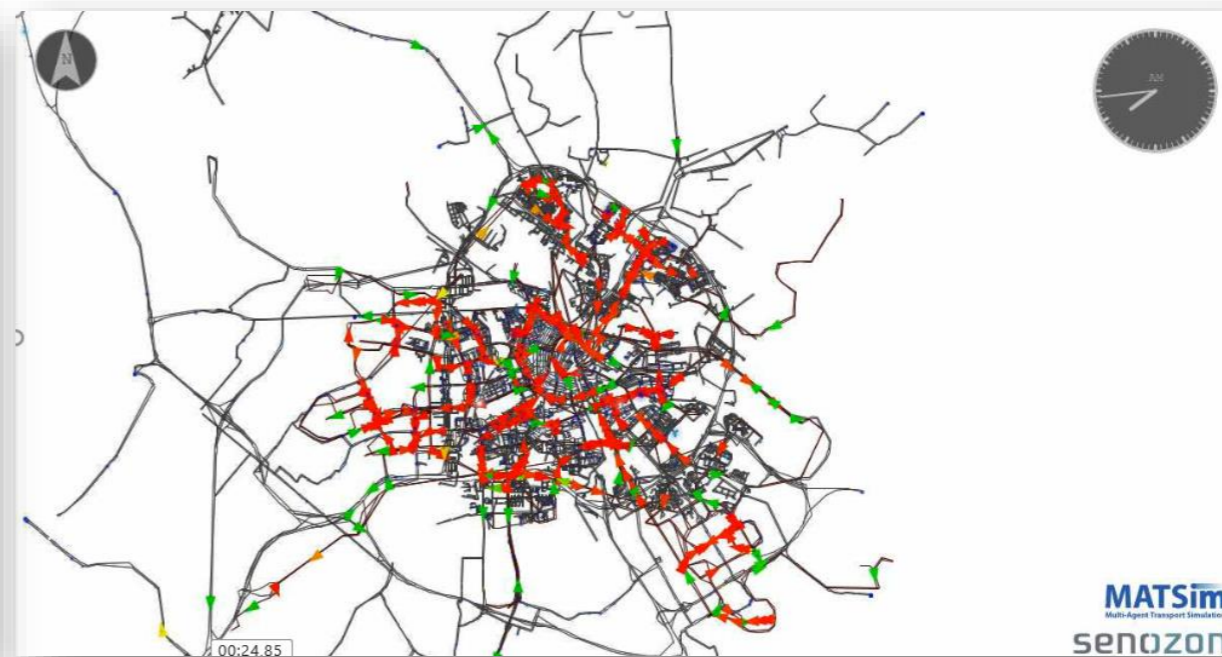 N
AM
MATSim
Multi-Agent Transport Simulation
senozon
00:24.85